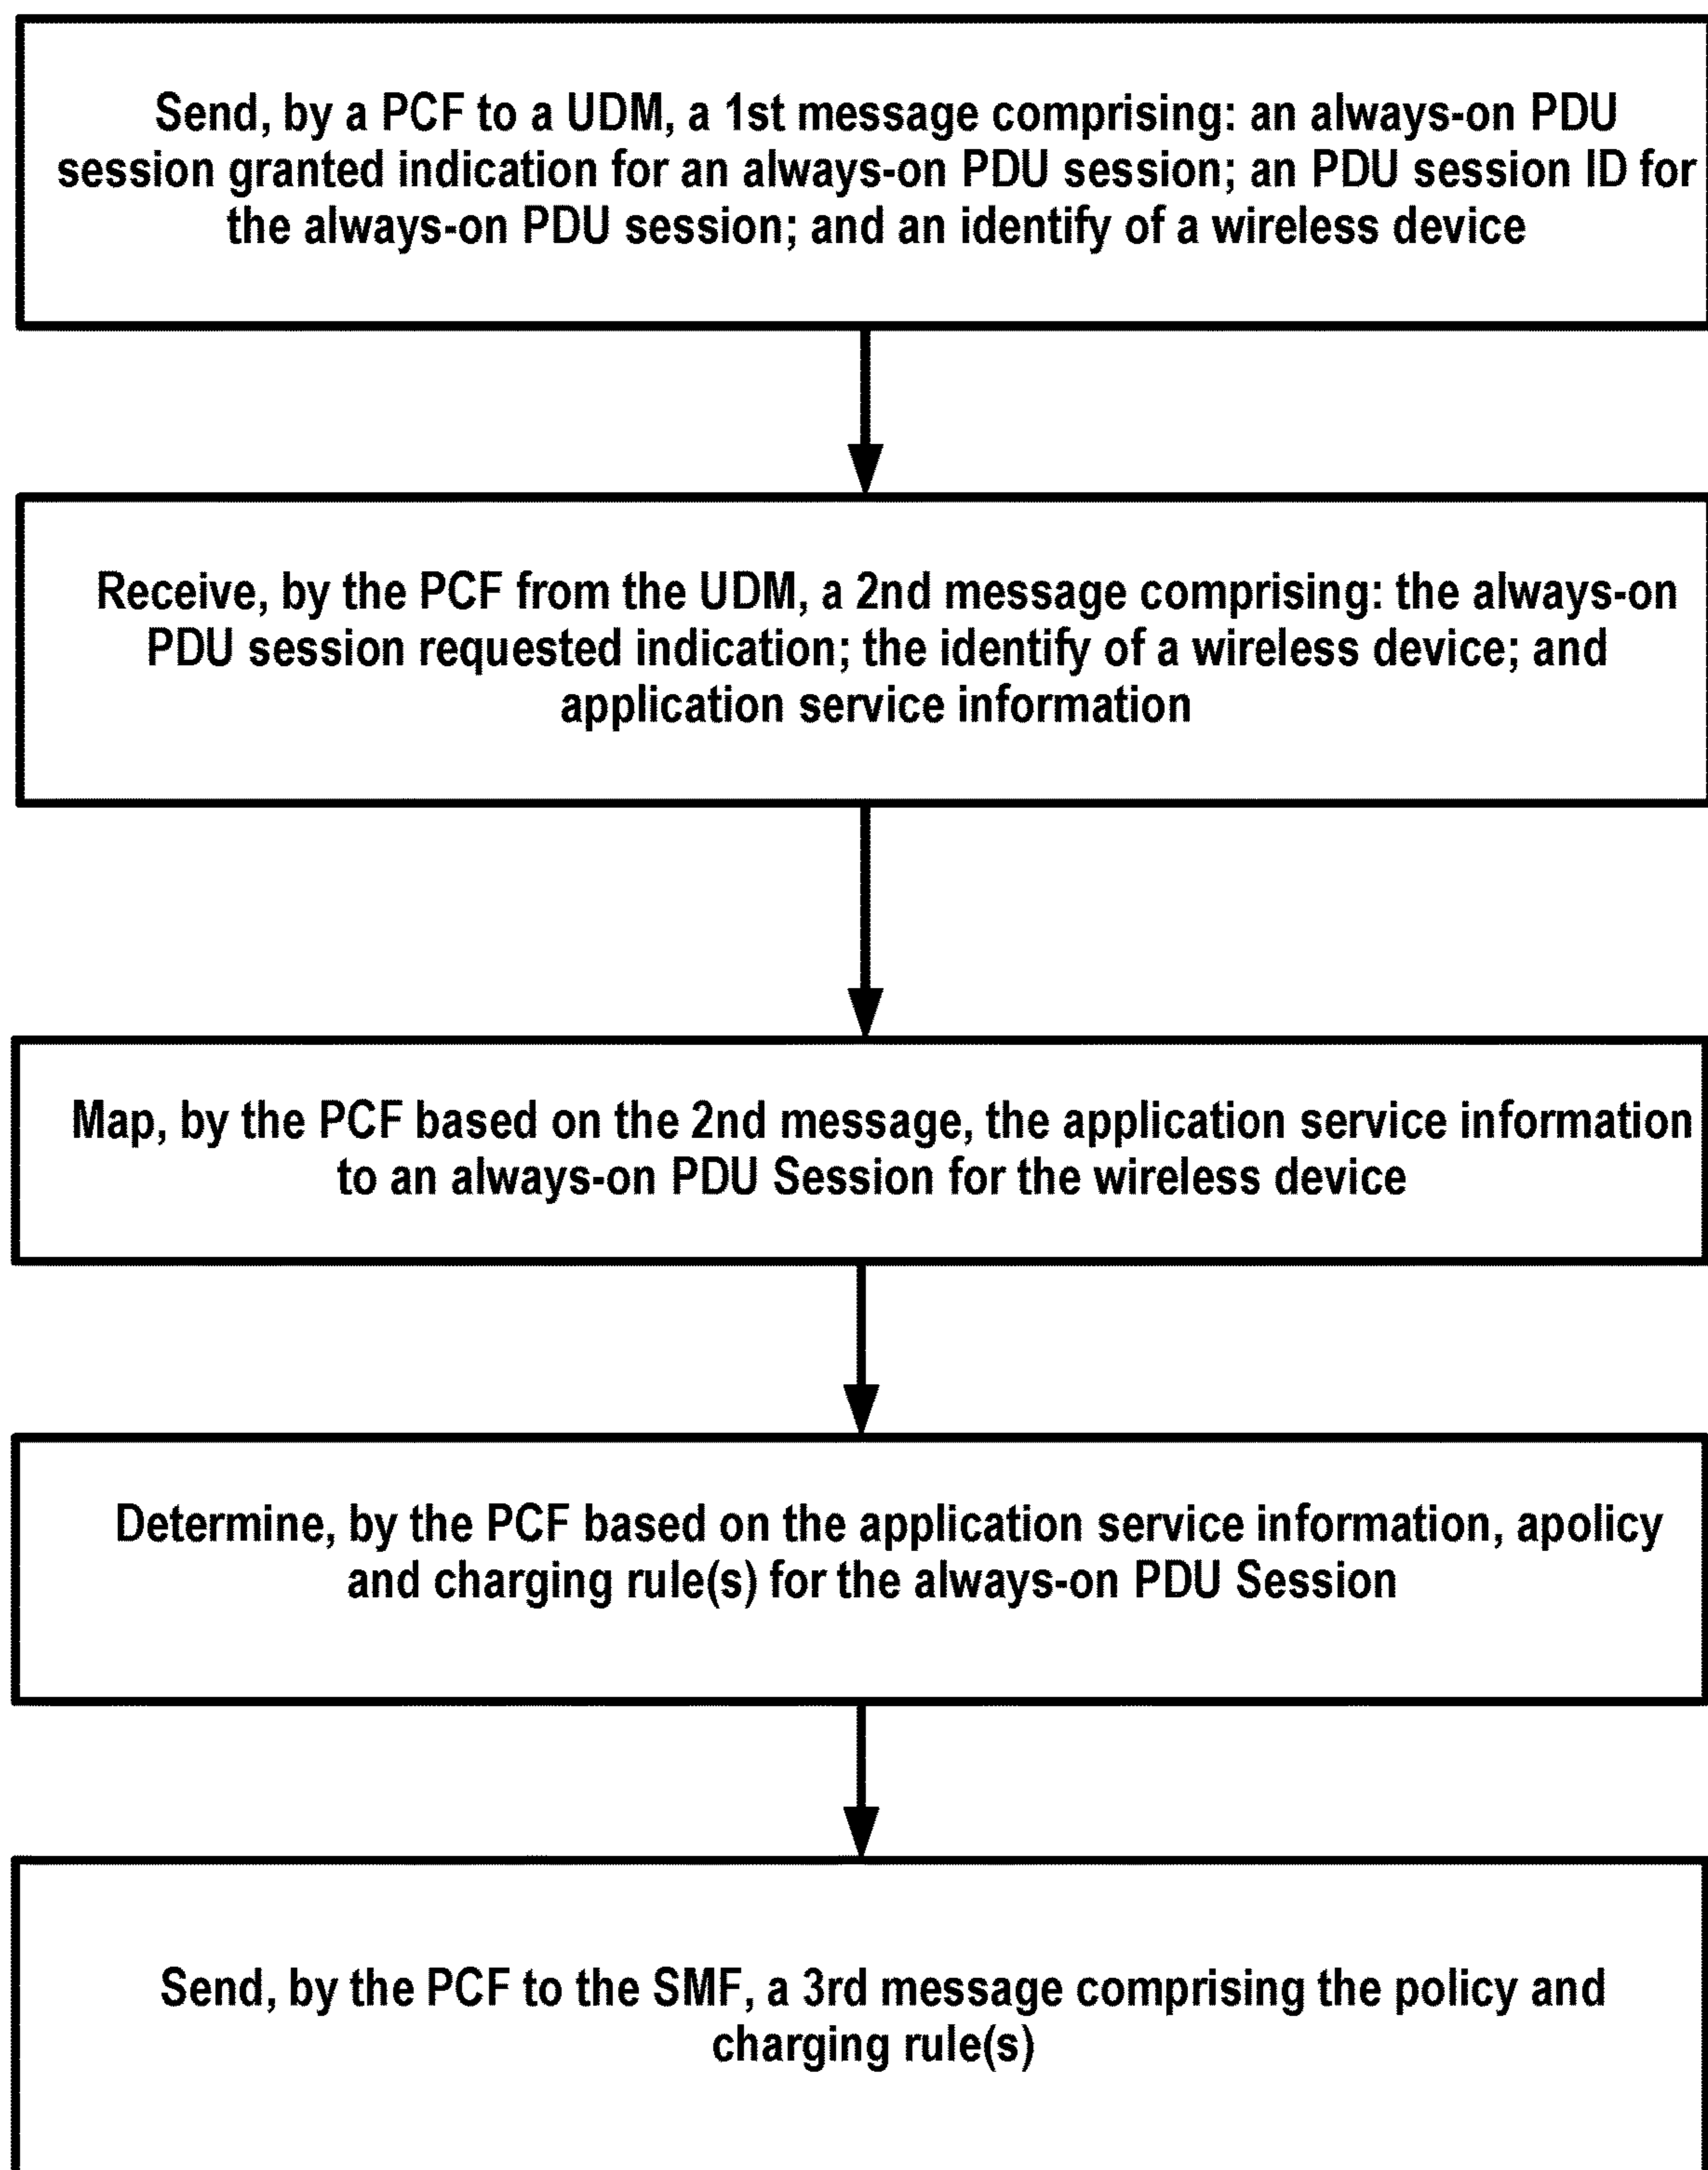 Send, by a PCF to a UDM, a 1st message comprising: an always-on PDU
session granted indication for an always-on PDU session; an PDU session ID for
the always-on PDU session; and an identify of a wireless device
Receive, by the PCF from the UDM, a 2nd message comprising: the always-on
PDU session requested indication; the identify of a wireless device; and
application service information
Map, by the PCF based on the 2nd message, the application service information
to an always-on PDU Session for the wireless device
Determine, by the PCF based on the application service information, apolicy
and charging rule(s) for the always-on PDU Session
Send, by the PCF to the SMF, a 3rd message comprising the policy and
charging rule(s)